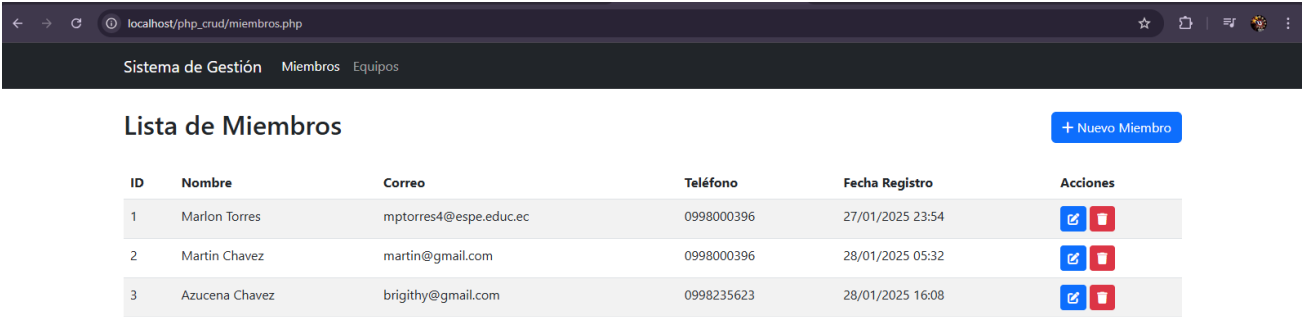 localhost/php_crud/miembros.php
Sistema de Gestión Miembros Equipos
Lista de Miembros
+ Nuevo Miembro
ID Nombre Correo Teléfono Fecha Registro Acciones
1 Marlon Torres mptorres4@espe.educ.ec 0998000396 27/01/2025 23:54
2 Martin Chavez martin@gmail.com 0998000396 28/01/2025 05:32
3 Azucena Chavez brigithy@gmail.com 0998235623 28/01/2025 16:08